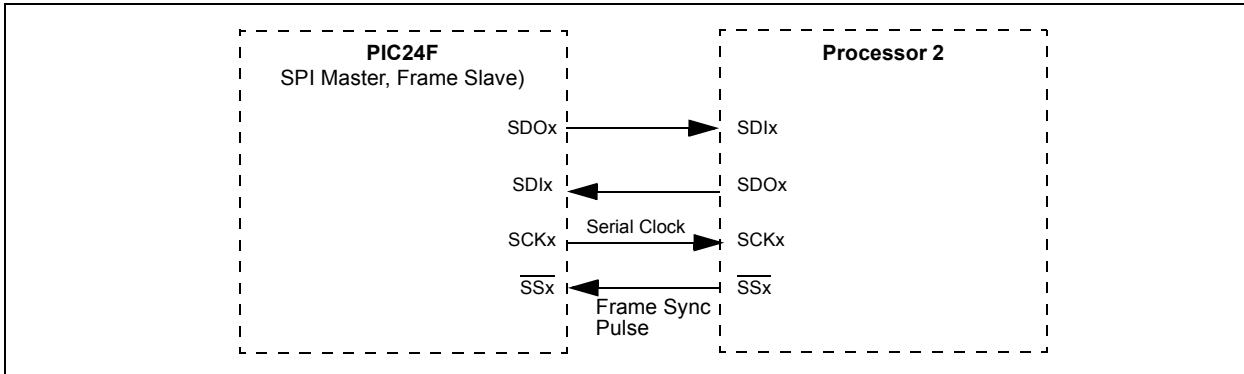 PIC24F
SPI Master, Frame Slave)
Processor 2
SDOx
SDIx
SDIx
SDOx
SCKx
Serial Clock
SCKx
SSx
Frame Sync
Pulse
SSx